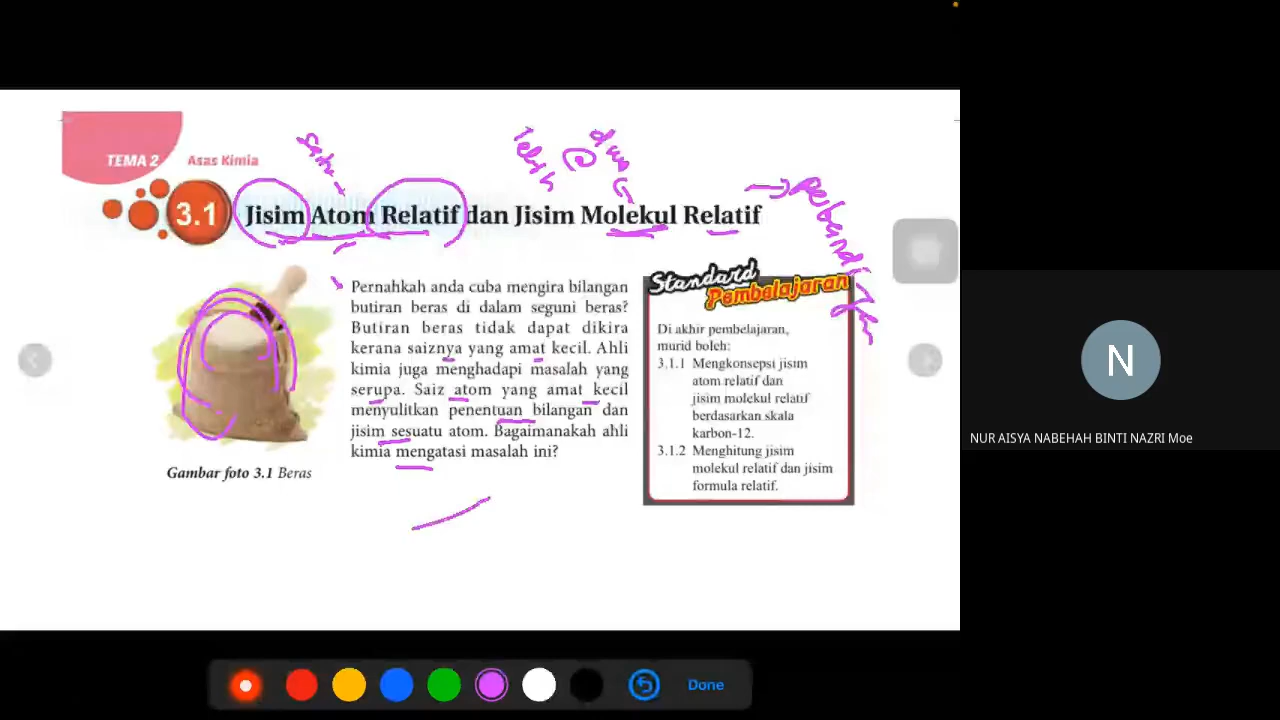 TEMA 2 Asas Kimia
satu
lebih @ dua
perbandingan
3.1 Jisim Atom Relatif dan Jisim Molekul Relatif
Pernahkah anda cuba mengira bilangan
butiran beras di dalam seguni beras?
Butiran beras tidak dapat dikira
kerana saiznya yang amat kecil. Ahli
kimia juga menghadapi masalah yang
serupa. Saiz atom yang amat kecil
menyulitkan penentuan bilangan dan
jisim sesuatu atom. Bagaimanakah ahli
kimia mengatasi masalah ini?
Gambar foto 3.1 Beras
Standard
Pembelajaran
Di akhir pembelajaran,
murid boleh:
3.1.1 Mengkonsepsi jisim
atom relatif dan
jisim molekul relatif
berdasarkan skala
karbon-12.
3.1.2 Menghitung jisim
molekul relatif dan jisim
formula relatif.
N
NUR AISYA NABEHAH BINTI NAZRI Moe
Done